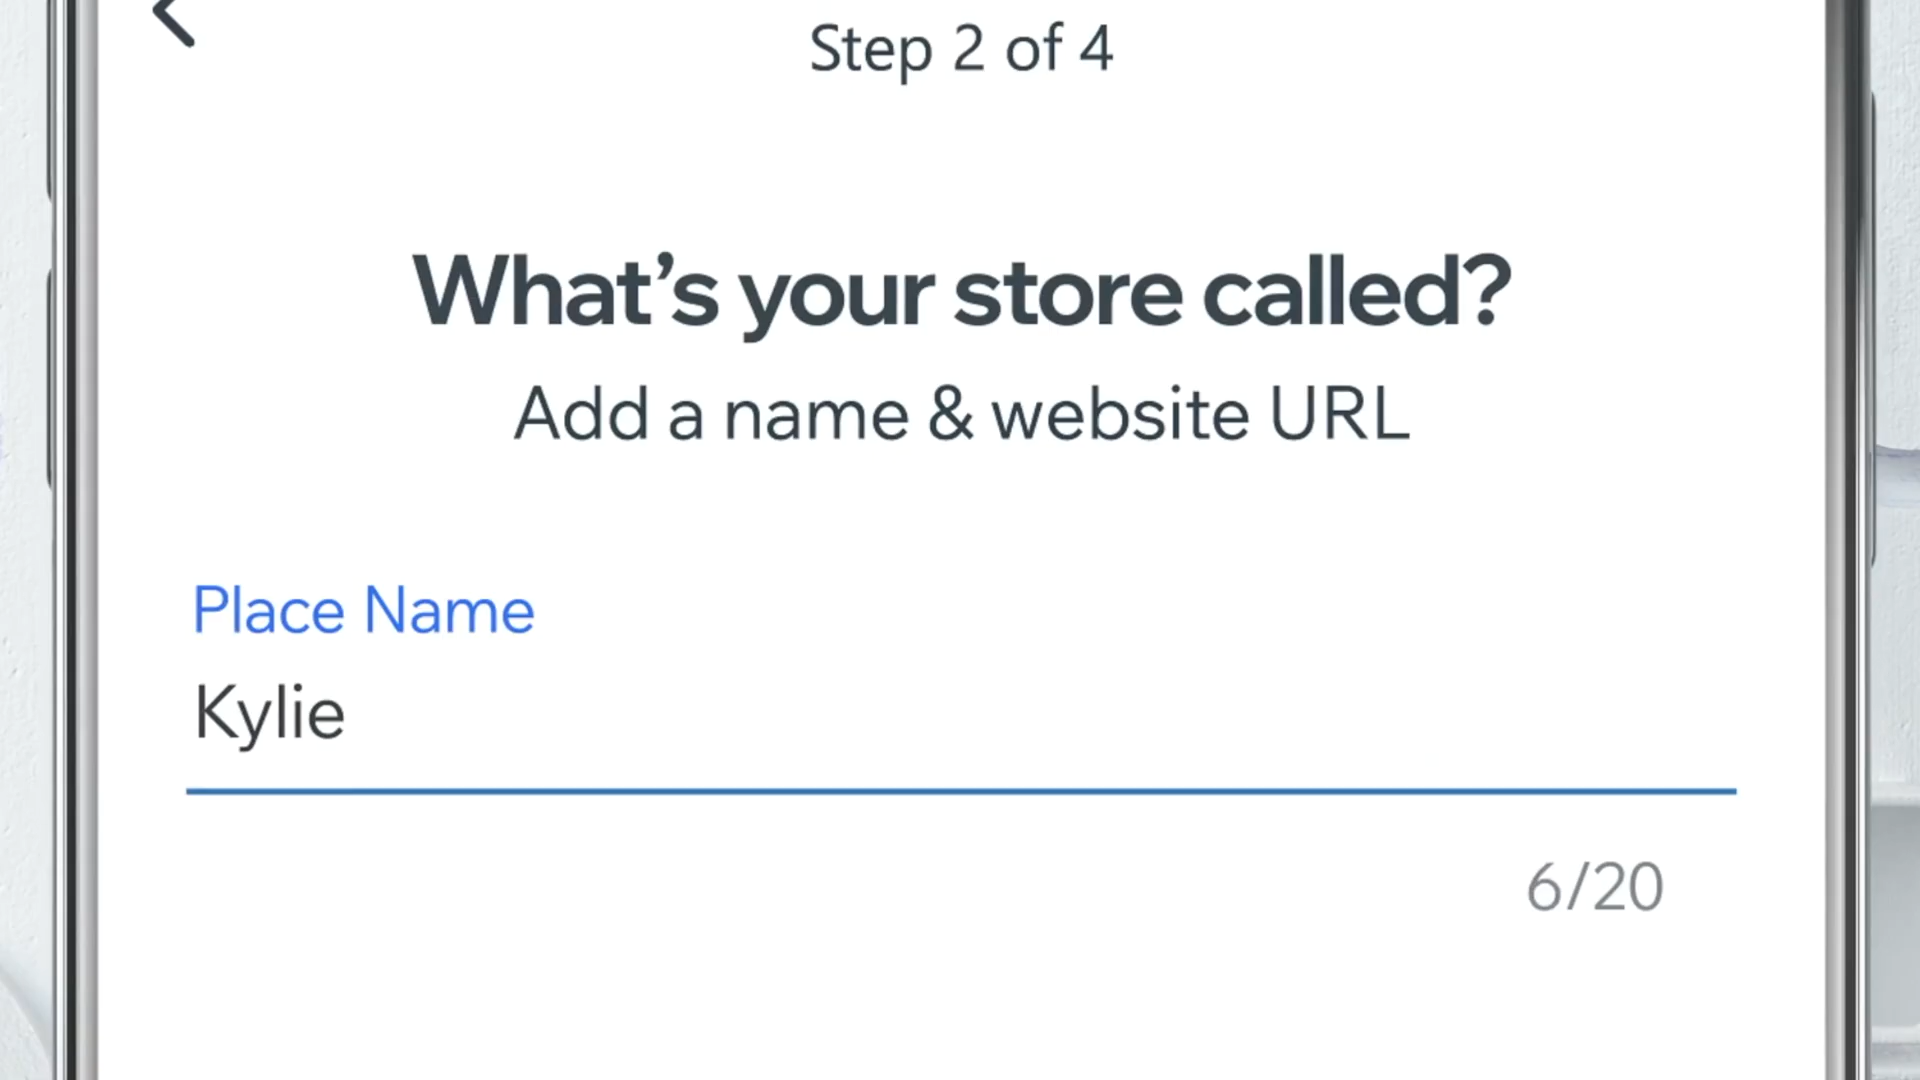 Step 2 of 4
What’s your store called?
Add a name & website URL
Place Name
Kylie
6/20